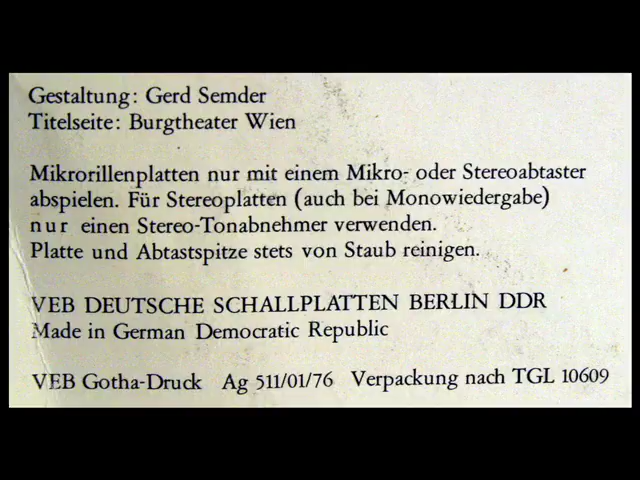 Gestaltung: Gerd Semder
Titelseite: Burgtheater Wien
Mikrorillenplatten nur mit einem Mikro- oder Stereoabtaster
abspielen. Für Stereoplatten (auch bei Monowiedergabe)
nur einen Stereo-Tonabnehmer verwenden.
Platte und Abtastspitze stets von Staub reinigen.
VEB DEUTSCHE SCHALLPLATTEN BERLIN DDR
Made in German Democratic Republic
VEB Gotha-Druck Ag 511/01/76 Verpackung nach TGL 10609